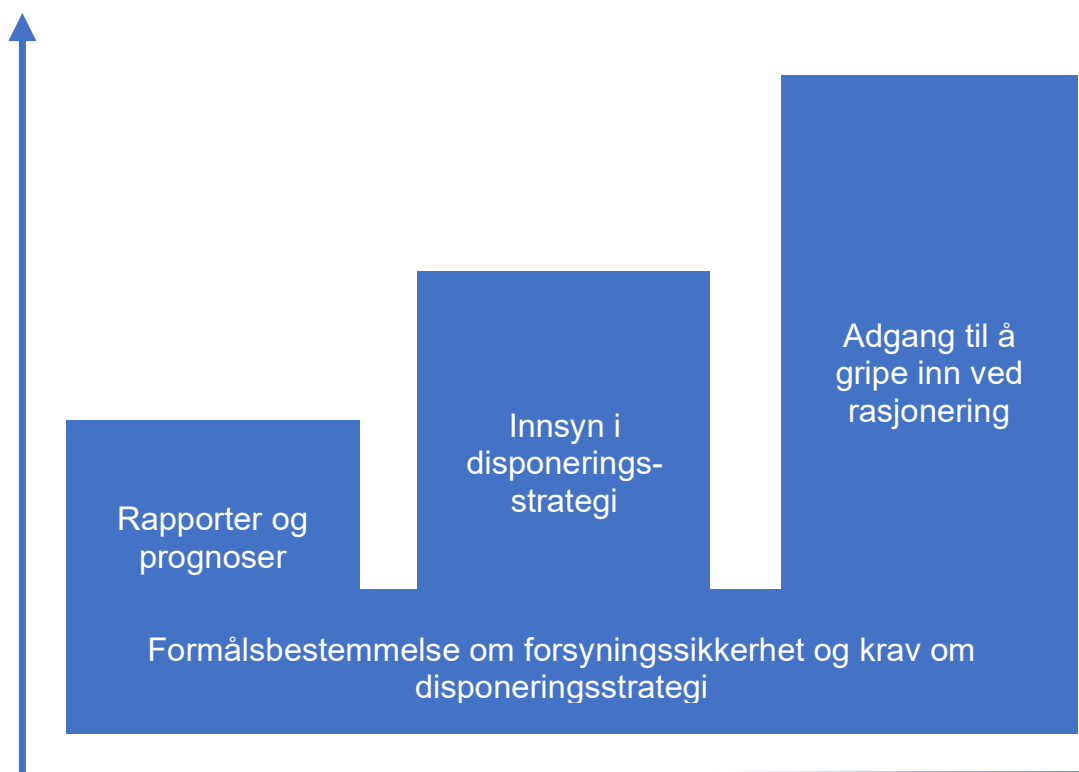 Adgang til å
gripe inn ved
rasjonering
Innsyn i
disponerings-
strategi
Rapporter og
prognoser
Formålsbestemmelse om forsyningssikkerhet og krav om
disponeringsstrategi